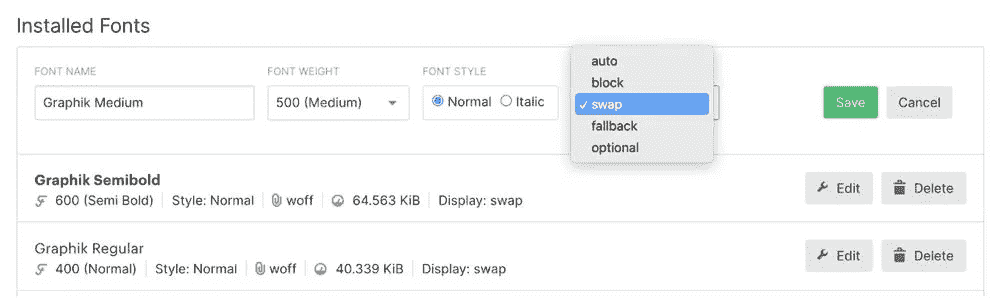 Installed Fonts
FONT NAME
FONT WEIGHT
FONT STYLE
Graphik Medium
500 (Medium)
Normal
Italic
auto
block
✓ swap
fallback
optional
Save
Cancel
Graphik Semibold
600 (Semi Bold) Style: Normal woff 64.563 KiB Display: swap
Edit
Delete
Graphik Regular
400 (Normal) Style: Normal woff 40.339 KiB Display: swap
Edit
Delete